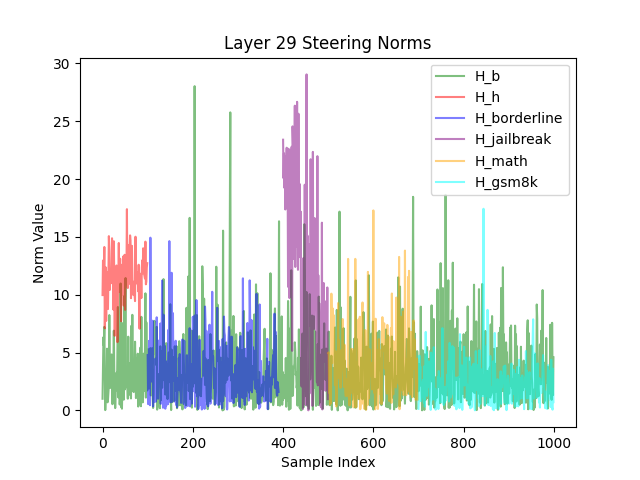 Layer 29 Steering Norms
30
25
20
15
10
5
0
Norm Value
H_b
H_h
H_borderline
H_jailbreak
H_math
H_gsm8k
0
200
400
600
800
1000
Sample Index